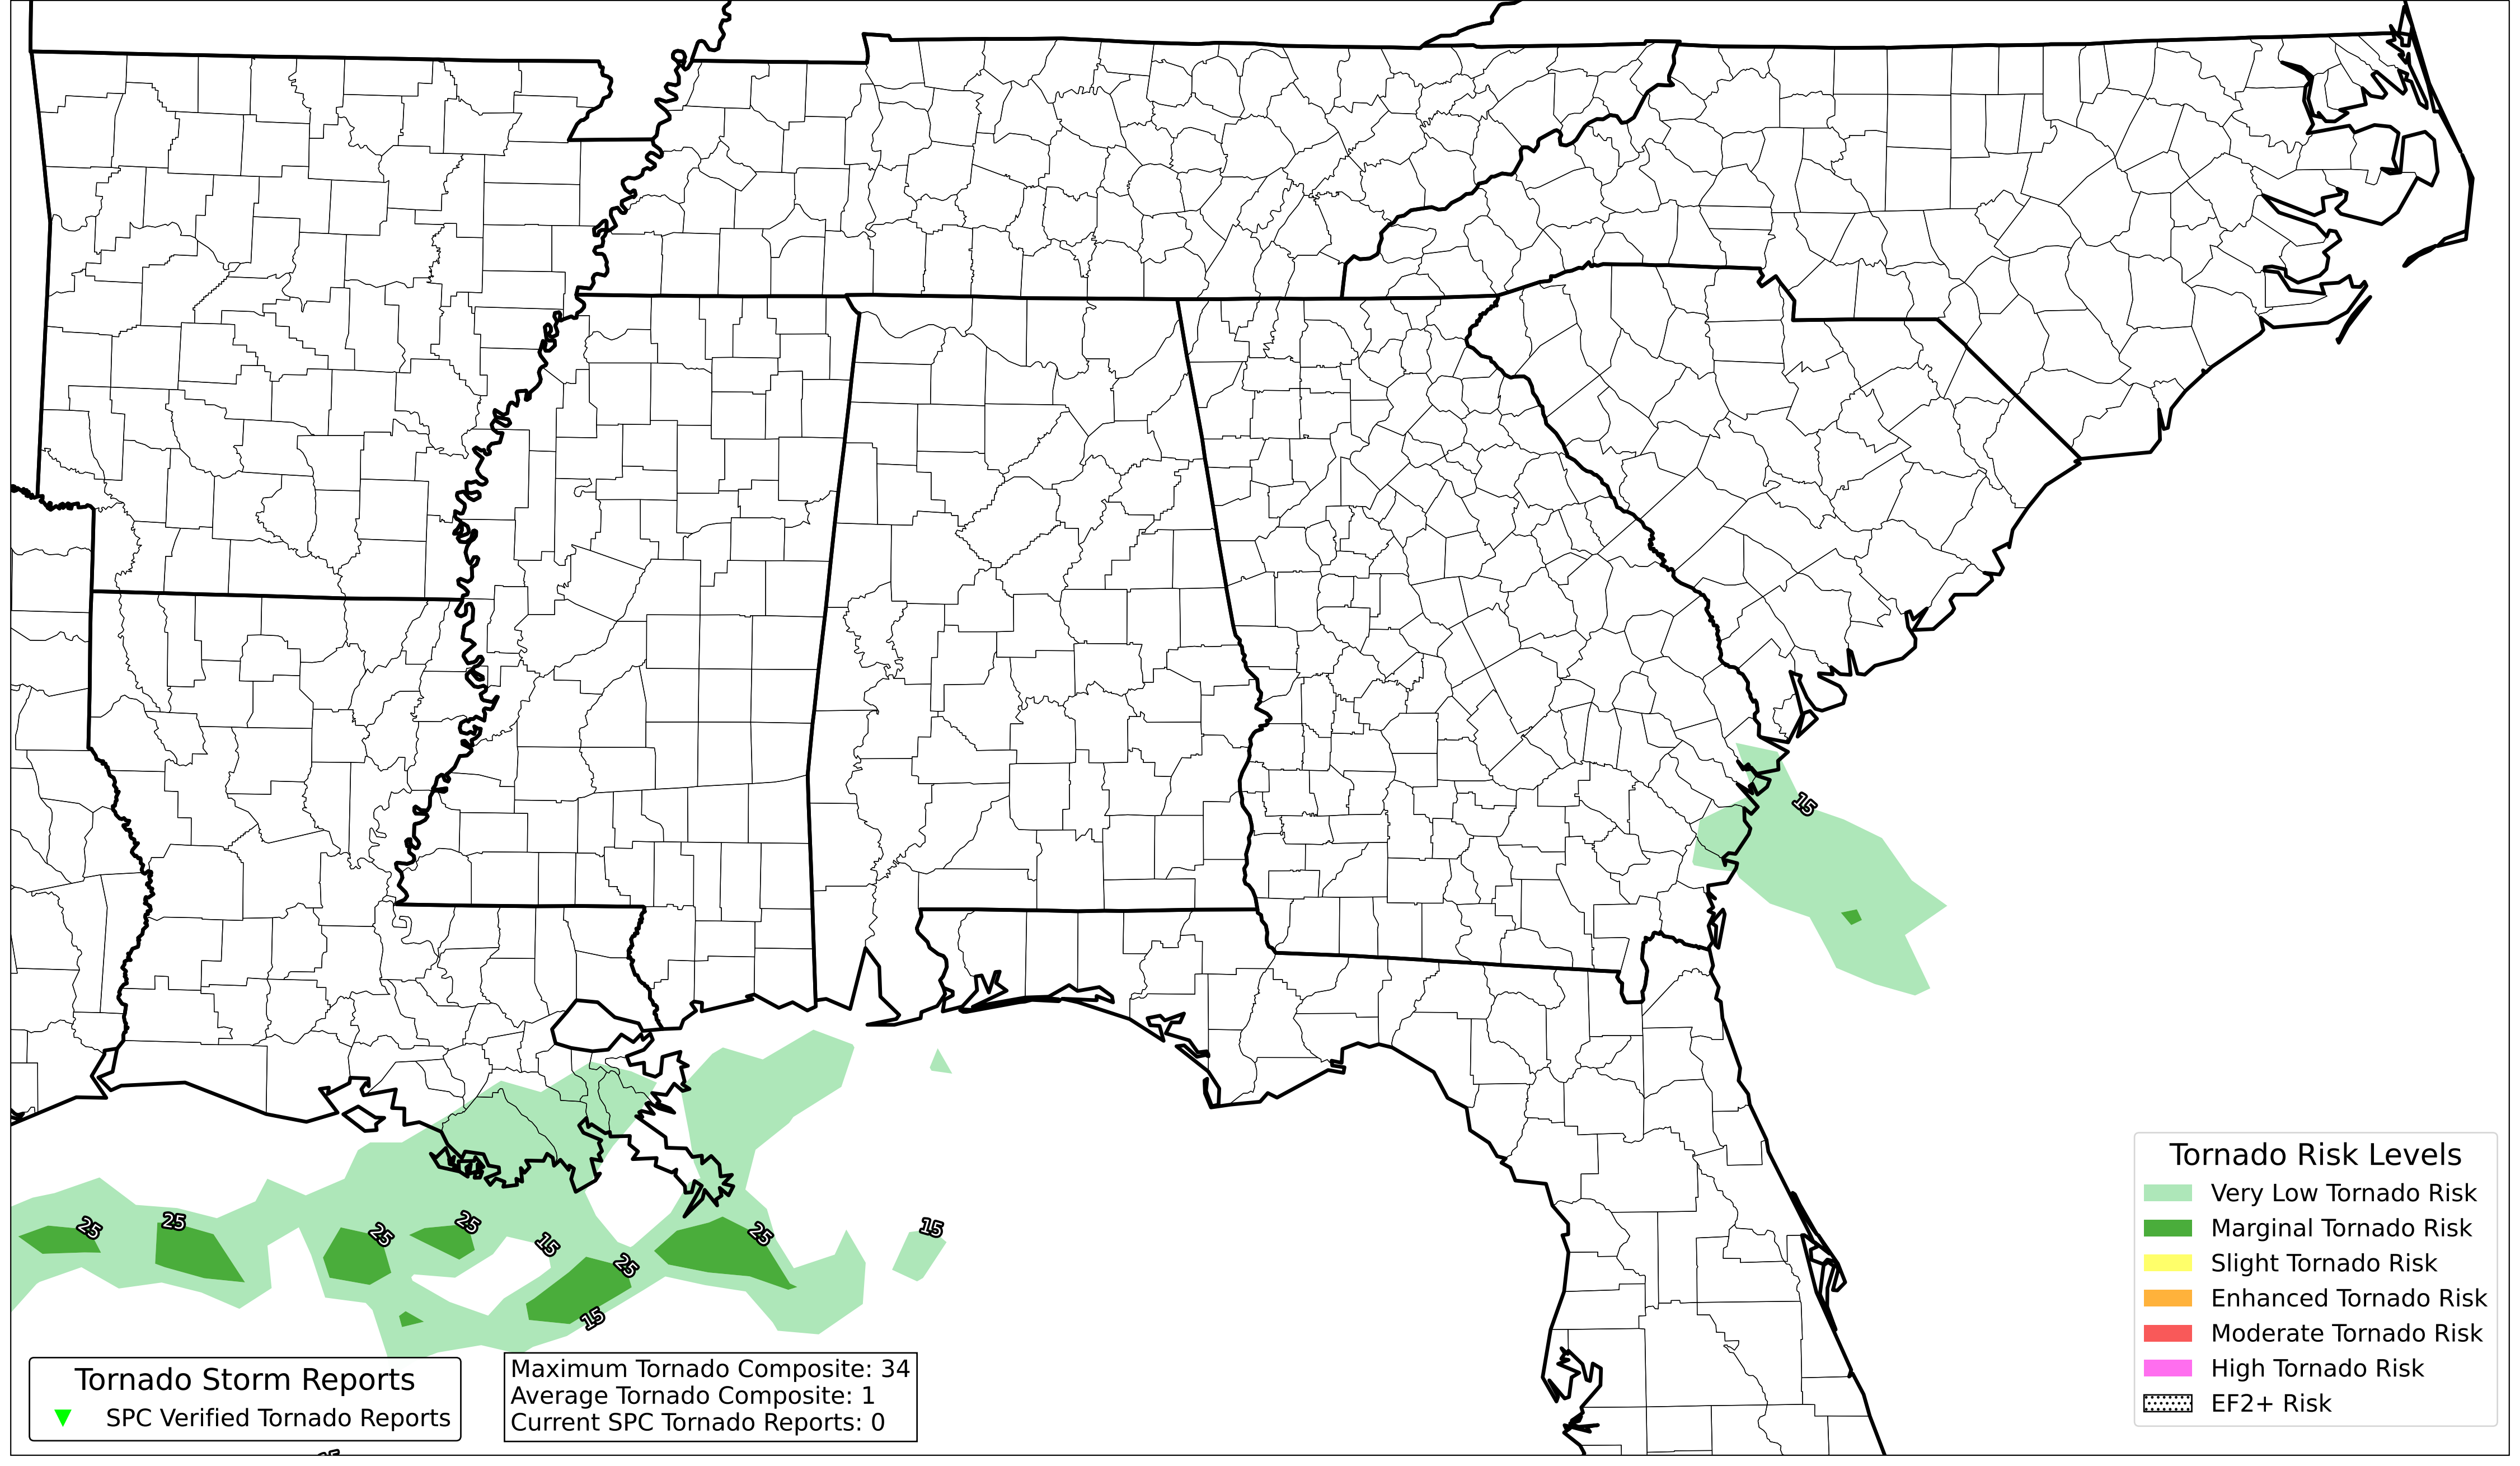 15
15
25
25
25
25
15
25
25
15
15
Tornado Risk Levels
Very Low Tornado Risk
Marginal Tornado Risk
Slight Tornado Risk
Enhanced Tornado Risk
Moderate Tornado Risk
High Tornado Risk
EF2+ Risk
Tornado Storm Reports
SPC Verified Tornado Reports
Maximum Tornado Composite: 34
Average Tornado Composite: 1
Current SPC Tornado Reports: 0